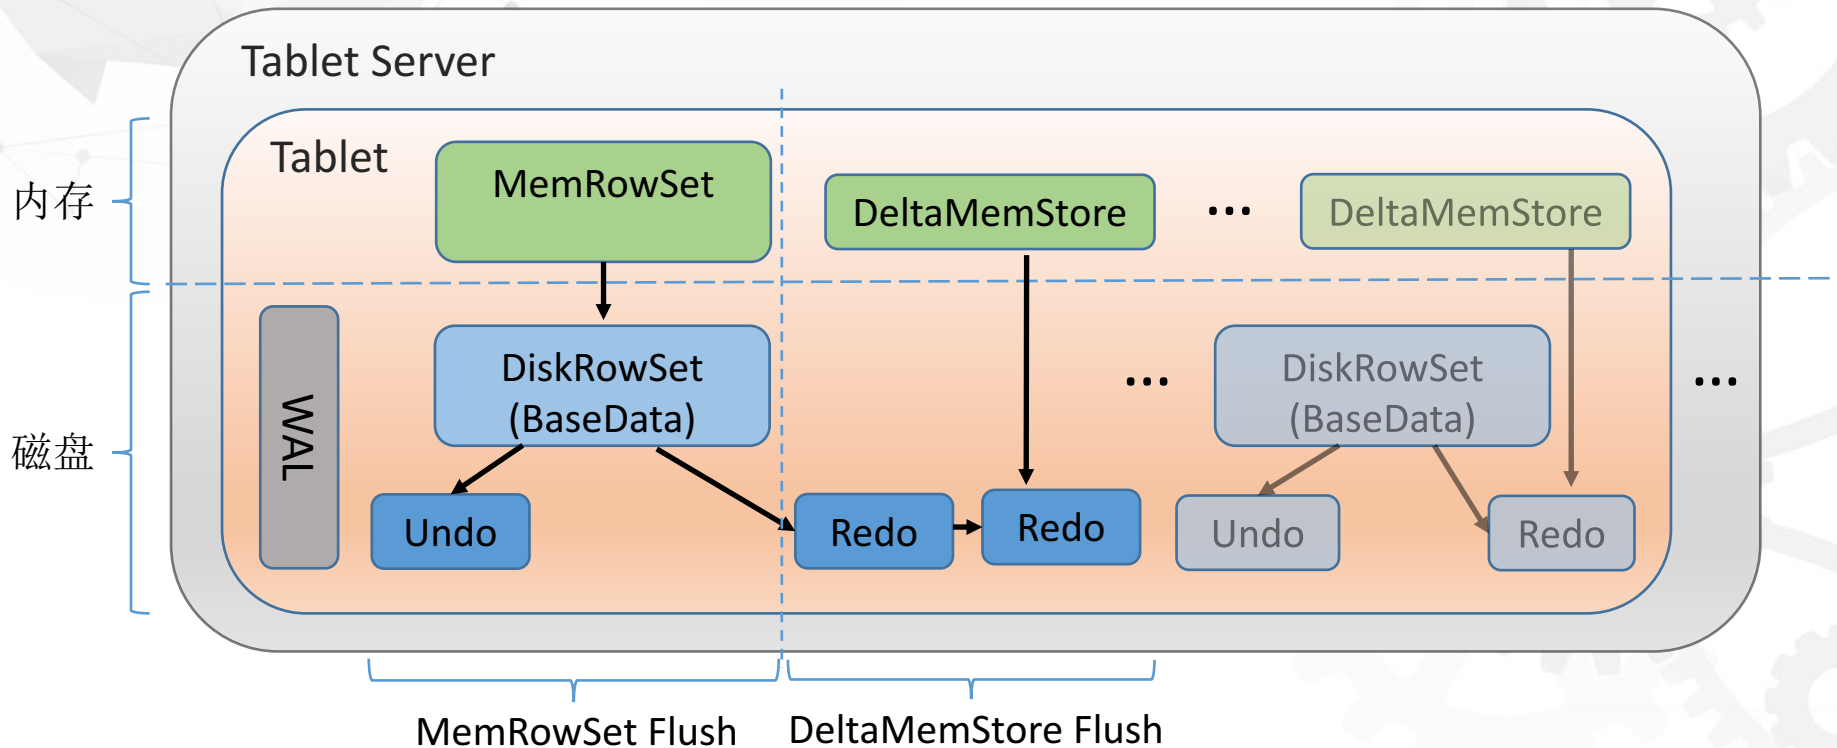 Tablet Server
Tablet
内存
MemRowSet
DeltaMemStore
...
DeltaMemStore
磁盘
WAL
DiskRowSet
(BaseData)
...
DiskRowSet
(BaseData)
...
Undo
Redo
Redo
Undo
Redo
MemRowSet Flush
DeltaMemStore Flush